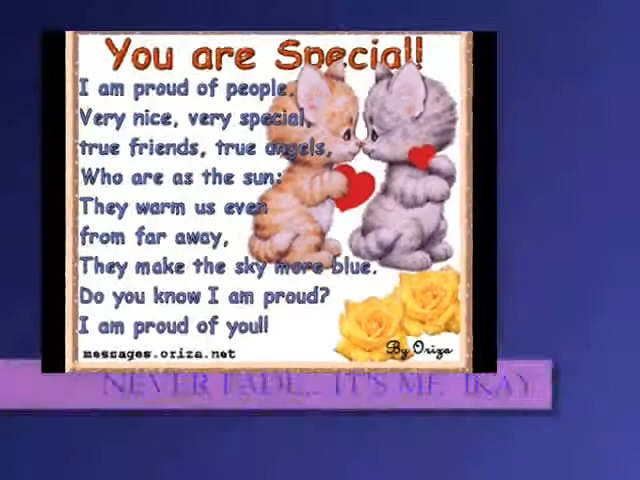 You are Special!
I am proud of people.
Very nice, very special,
true friends, true angels,
Who are as the sun:
They warm us even
from far away,
They make the sky more blue.
Do you know I am proud?
I am proud of you!!
messages.oriza.net
By Oriza
NEVER FADE... IT'S ME IKAY